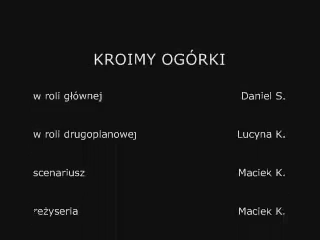 KROIMY OGÓRKI
w roli głównej Daniel S.
w roli drugoplanowej Lucyna K.
scenariusz Maciek K.
reżyseria Maciek K.